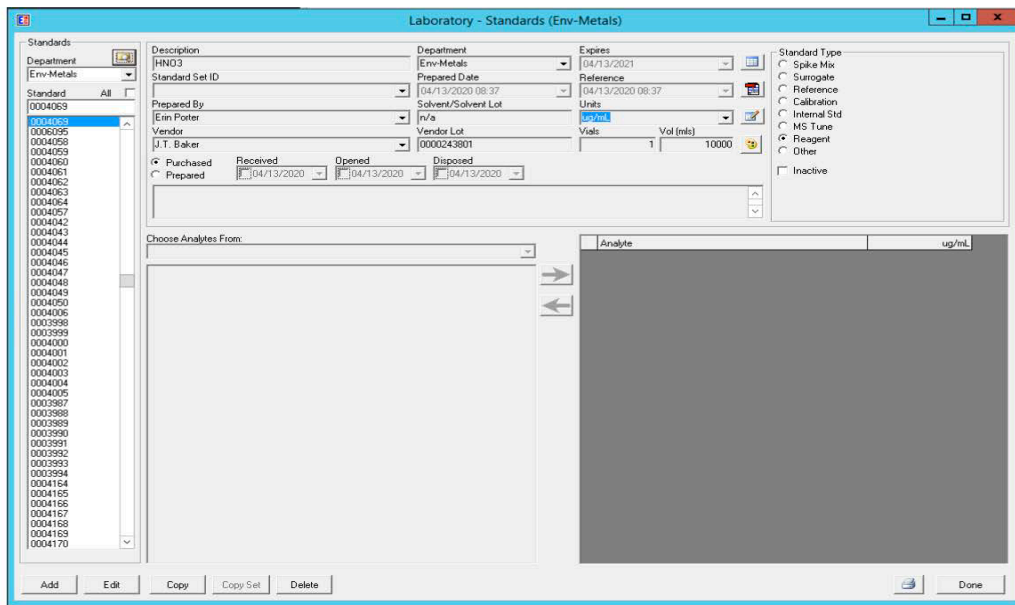 Laboratory - Standards (Env-Metals)
Standards
Department
Env-Metals
Standard All
0004069
0004069
0006095
0004058
0004059
0004060
0004061
0004062
0004063
0004064
0004057
0004042
0004043
0004044
0004045
0004046
0004047
0004048
0004049
0004050
0004006
0003998
0003999
0004000
0004001
0004002
0004003
0004004
0004005
0003987
0003988
0003989
0003990
0003991
0003992
0003993
0003994
0004164
0004165
0004166
0004167
0004168
0004169
0004170
Description Department Expires
HNO3 Env-Metals 04/13/2021
Standard Set ID Prepared Date Reference
04/13/2020 08:37 04/13/2020 08:37
Prepared By Solvent/Solvent Lot Units
Erin Porter n/a ug/mL
Vendor Vendor Lot Vials Vol (mls)
J.T. Baker 0000243801 1 10000
Purchased Received Opened Disposed
Prepared 04/13/2020 04/13/2020 04/13/2020
Standard Type
Spike Mix
Surrogate
Reference
Calibration
Internal Std
MS Tune
Reagent
Other
Inactive
Choose Analytes From:
Analyte ug/mL
Add Edit Copy Copy Set Delete Done